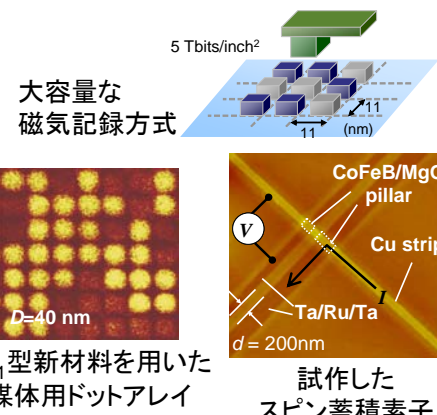 5 Tbits/inch²
大容量な
磁気記録方式
11
11
(nm)
D=40 nm
CoFeB/MgO
pillar
V
Cu strip
I
Ta/Ru/Ta
d = 200nm
1型新材料を用いた
媒体用ドットアレイ
試作した
スピン蓄積素子